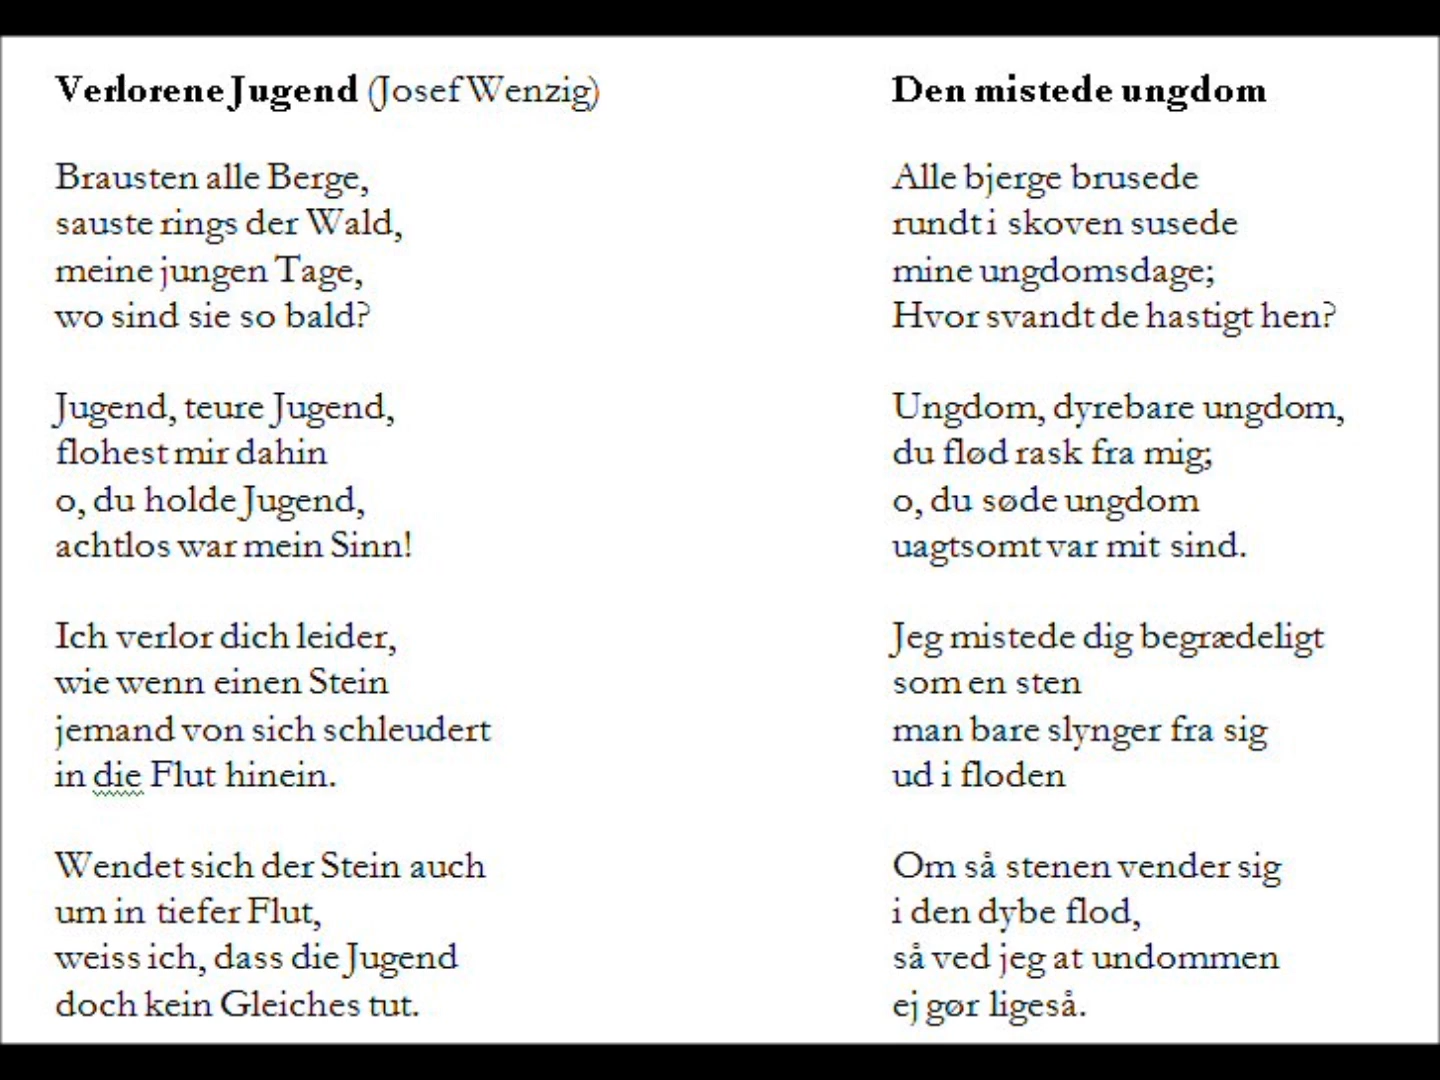 Verlorene Jugend (Josef Wenzig)
Brausten alle Berge,
sauste rings der Wald,
meine jungen Tage,
wo sind sie so bald?
Jugend, teure Jugend,
flohest mir dahin
o, du holde Jugend,
achtlos war mein Sinn!
Ich verlor dich leider,
wie wenn einen Stein
jemand von sich schleudert
in die Flut hinein.
Wendet sich der Stein auch
um in tiefer Flut,
weiss ich, dass die Jugend
doch kein Gleiches tut.
Den mistede ungdom
Alle bjerge brusede
rundt i skoven susede
mine ungdomsdage;
Hvor svandt de hastigt hen?
Ungdom, dyrebare ungdom,
du flød rask fra mig;
o, du søde ungdom
uagtsomt var mit sind.
Jeg mistede dig begrædeligt
som en sten
man bare slynger fra sig
ud i floden
Om så stenen vender sig
i den dybe flod,
så ved jeg at undommen
ej gør ligeså.